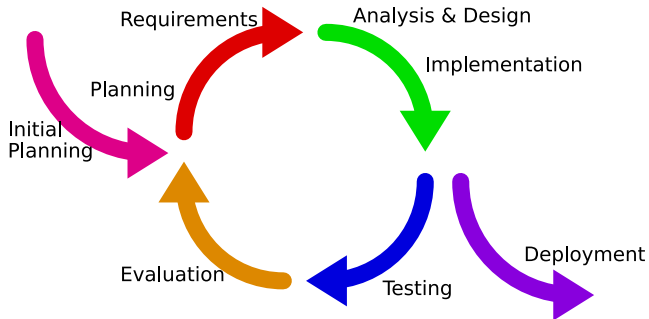 Requirements
Analysis & Design
Implementation
Planning
Initial
Planning
Deployment
Evaluation
Testing